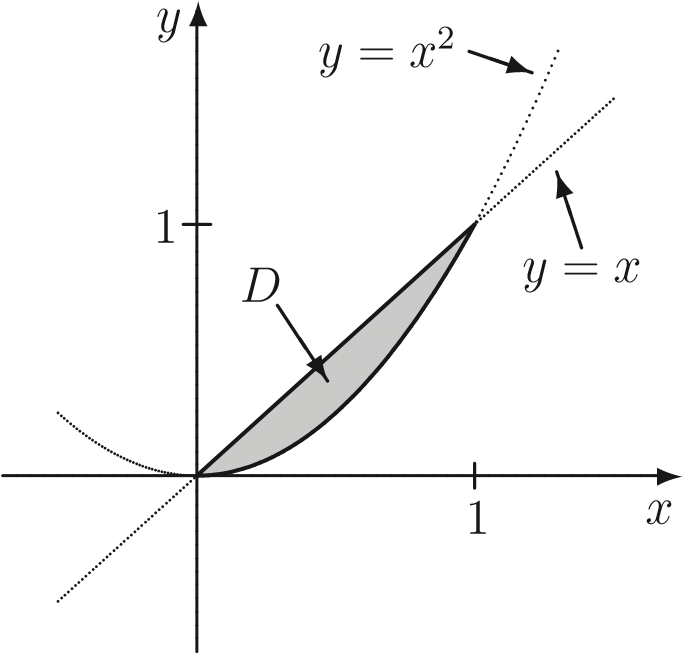 y
y = x²
1
y = x
D
1
x